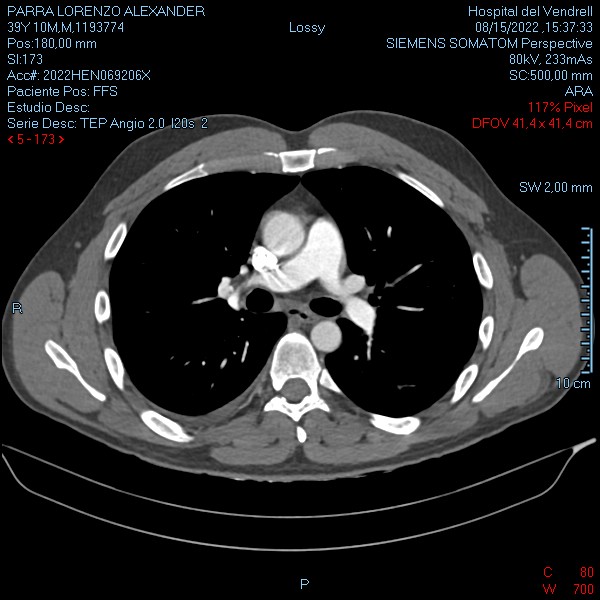 PARRA LORENZO ALEXANDER
39Y 10M,M,1193774
Pos:180,00 mm
SI:173
Acc#: 2022HEN069206X
Paciente Pos: FFS
Estudio Desc:
Serie Desc: TEP Angio 2.0 I20s 2
< 5 - 173 >
Lossy
Hospital del Vendrell
08/15/2022 ,15:37:33
SIEMENS SOMATOM Perspective
80kV, 233mAs
SC:500,00 mm
ARA
117% Pixel
DFOV 41,4 x 41,4 cm
SW 2,00 mm
R
10 cm
P
C 80
W 700